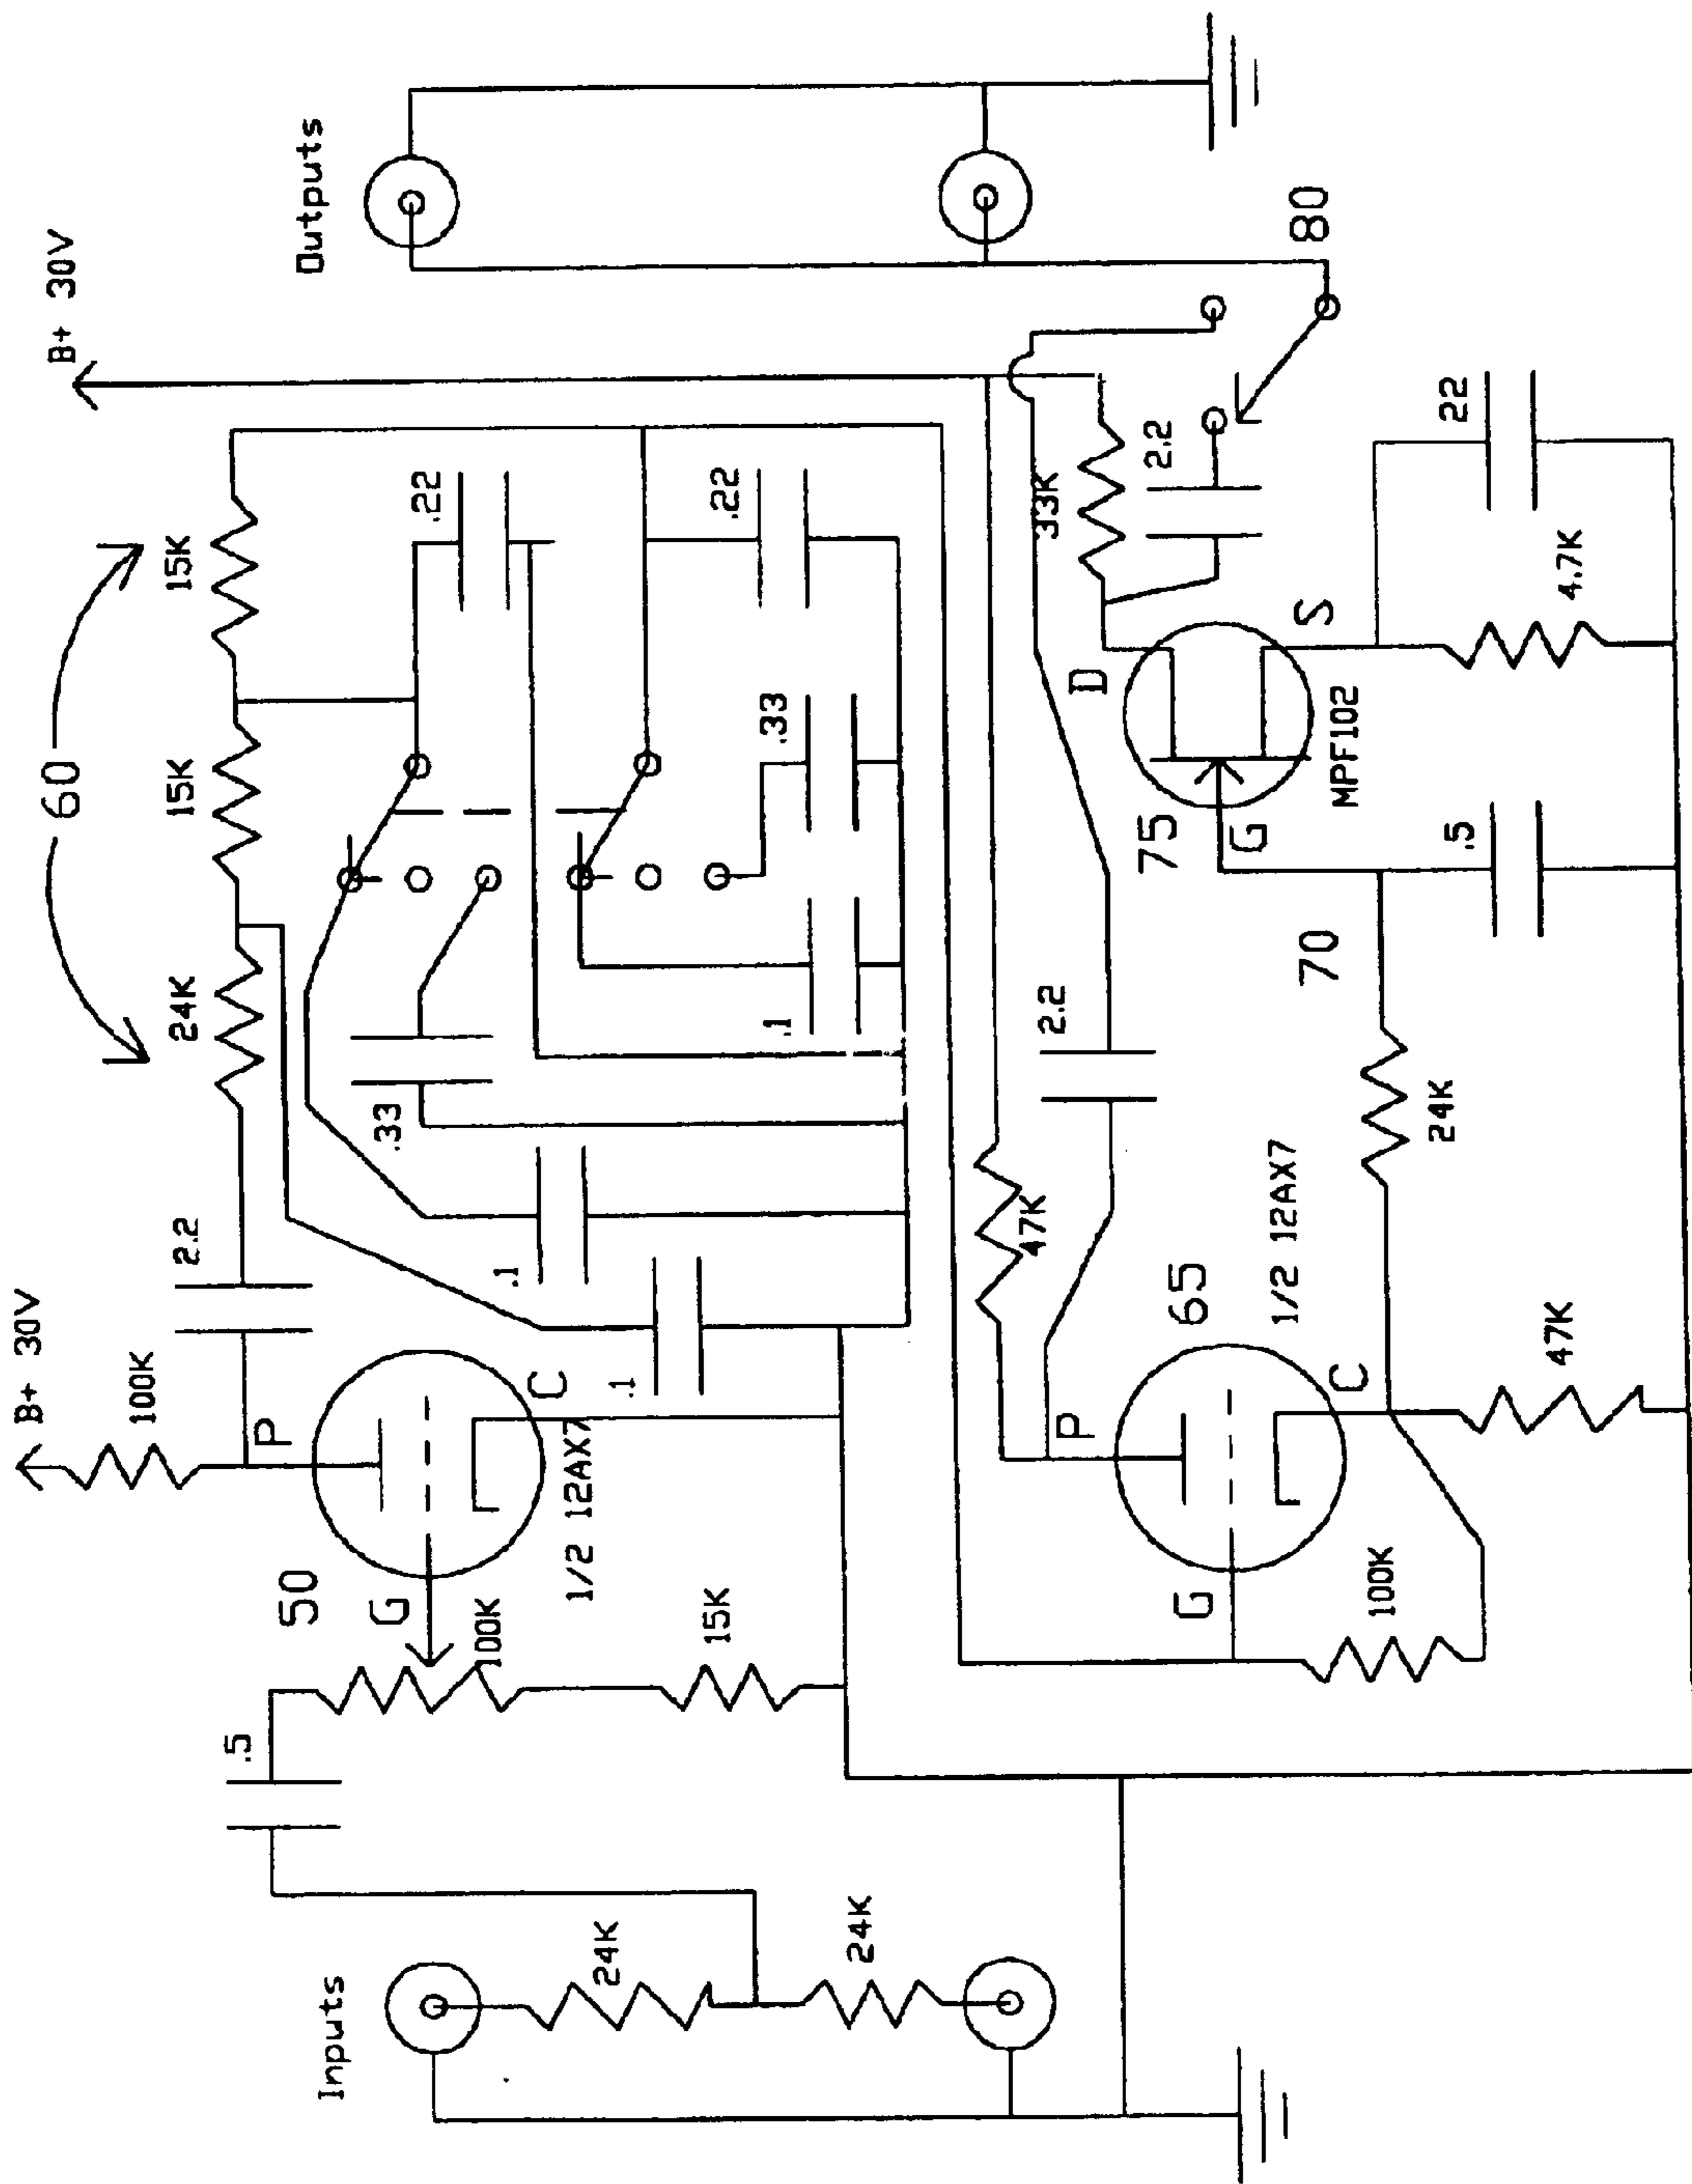 Inputs
24K
24K
.5
50
G
100K
15K
B+ 30V
100K
P
C
1/2 12AX7
2.2
24K
60
15K
15K
.1
.1
.33
.1
.33
.22
.22
B+ 30V
Outputs
47K
P
65
G
100K
C
1/2 12AX7
47K
2.2
24K
70
.5
75
G
D
S
MPF102
33K
2.2
4.7K
22
80